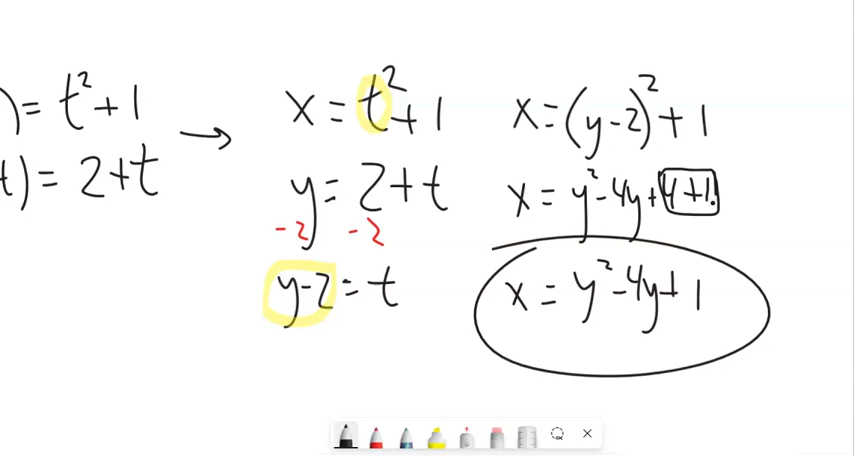 ) = t² + 1
t) = 2 + t
→
x = t² + 1
y = 2 + t
-2 -2
y - 2 = t
x = (y - 2)² + 1
x = y² - 4y + 4 + 1
x = y² - 4y + 1